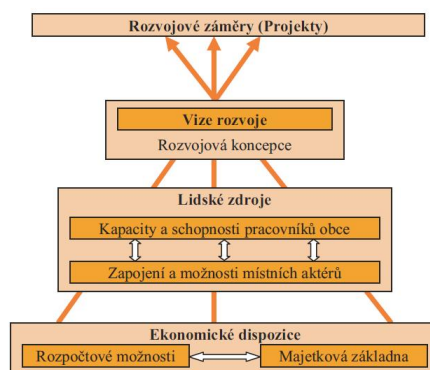 Rozvojové záměry (Projekty)
Vize rozvoje
Rozvojová koncepce
Lidské zdroje
Kapacity a schopnosti pracovníků obce
Zapojení a možnosti místních aktérů
Ekonomické dispozice
Rozpočtové možnosti
Majetková základna